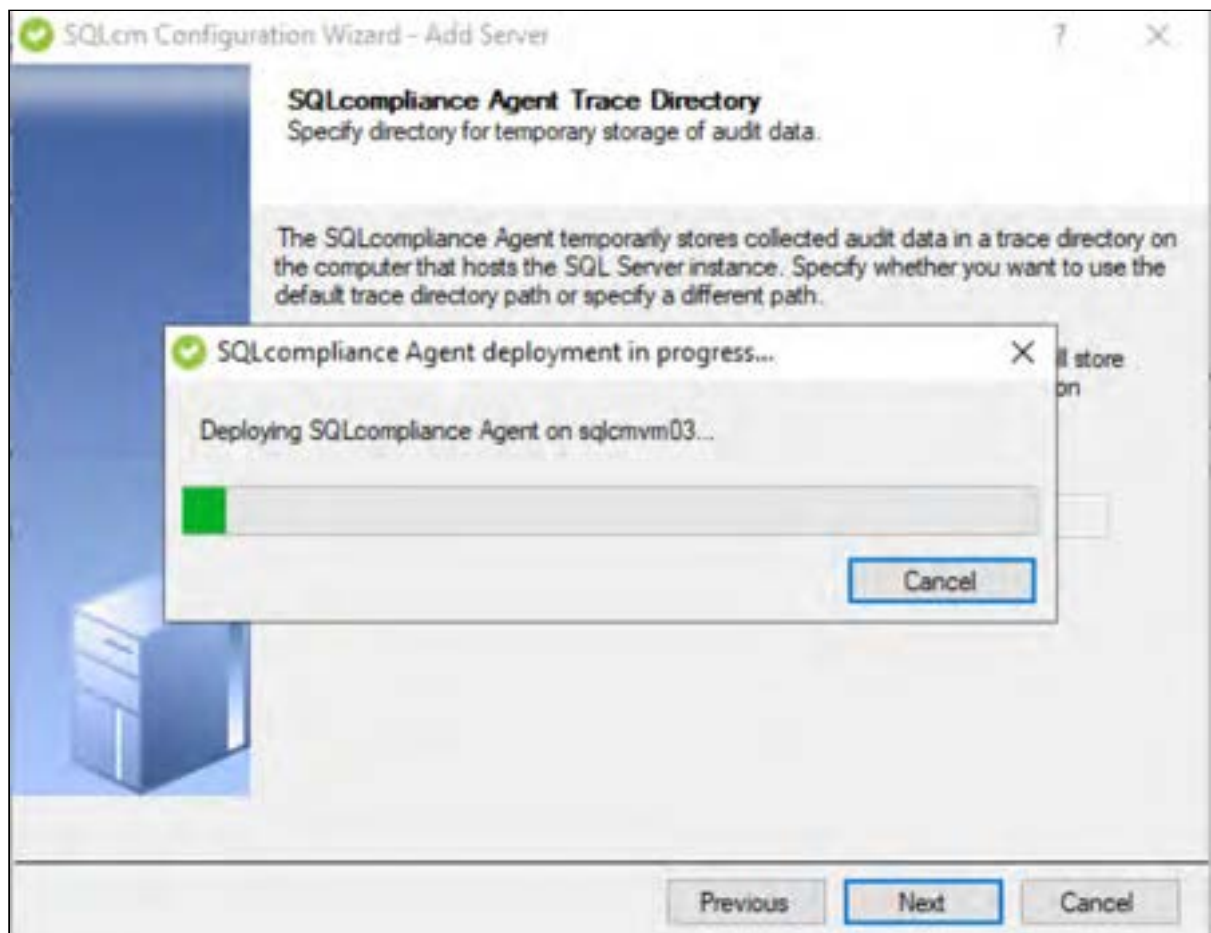 SQLcm Configuration Wizard - Add Server
SQLcompliance Agent Trace Directory
Specify directory for temporary storage of audit data.
The SQLcompliance Agent temporarily stores collected audit data in a trace directory on
the computer that hosts the SQL Server instance. Specify whether you want to use the
default trace directory path or specify a different path.
SQLcompliance Agent deployment in progress...
store
Deploying SQLcompliance Agent on sqlcmvm03...
Cancel
Previous Next Cancel